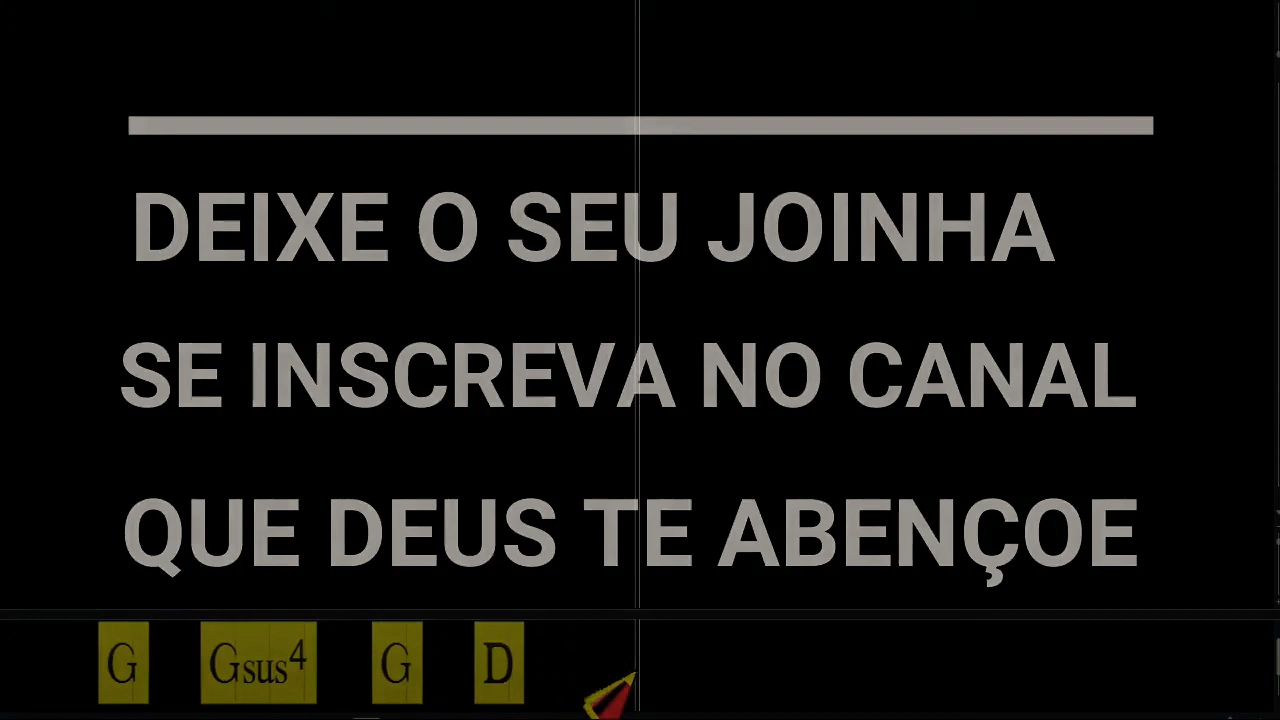 DEIXE O SEU JOINHA
SE INSCREVA NO CANAL
QUE DEUS TE ABENÇOE
G Gsus4 G D